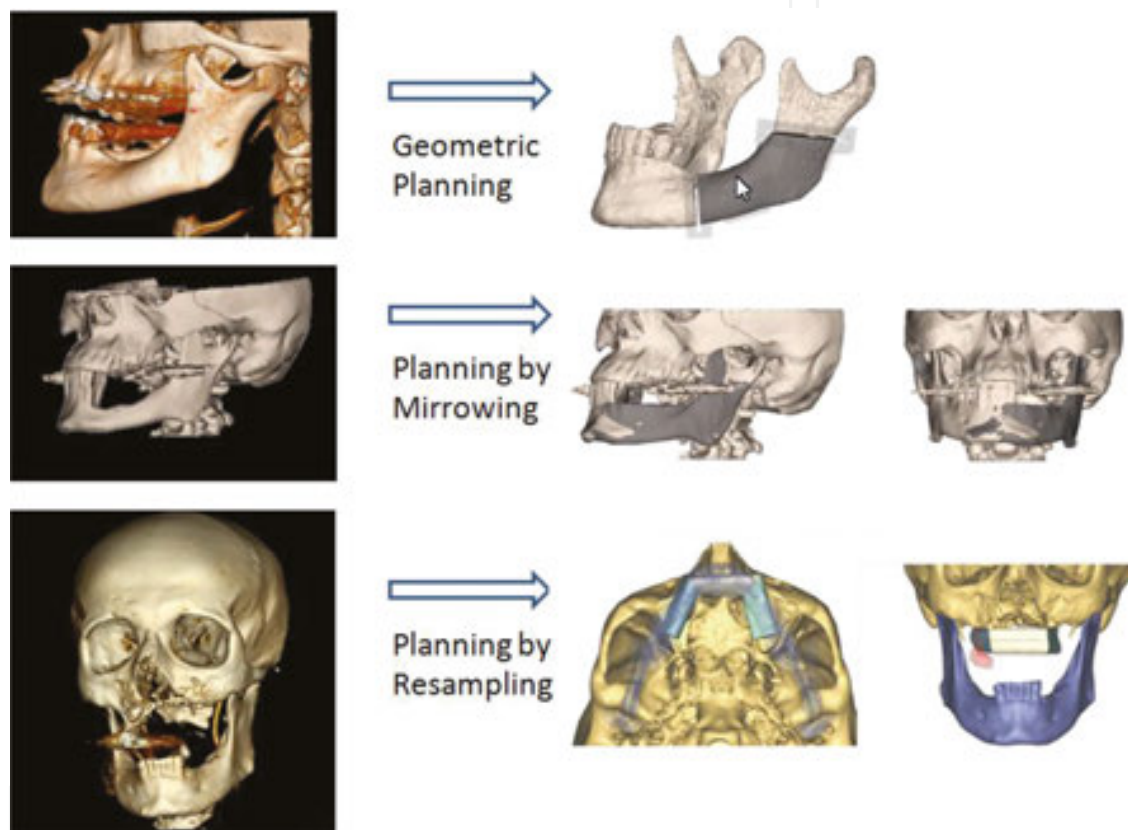 Geometric
Planning
Planning by
Mirrowing
Planning by
Resampling